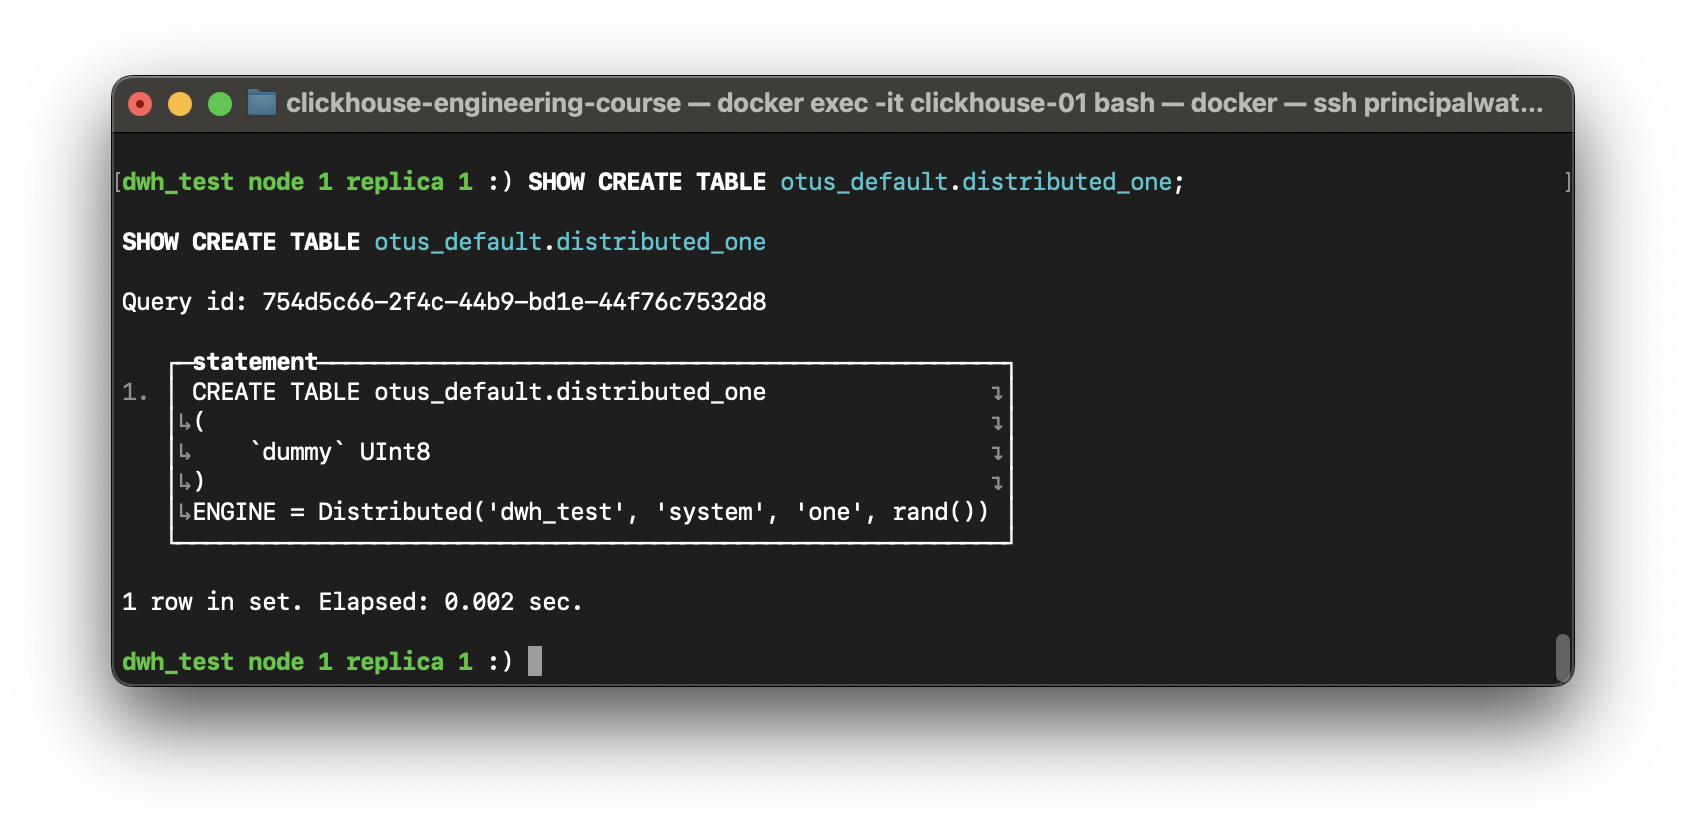 clickhouse-engineering-course — docker exec -it clickhouse-01 bash — docker — ssh principalwat...
[dwh_test node 1 replica 1 :) SHOW CREATE TABLE otus_default.distributed_one; ]
SHOW CREATE TABLE otus_default.distributed_one
Query id: 754d5c66-2f4c-44b9-bd1e-44f76c7532d8
statement
1. CREATE TABLE otus_default.distributed_one ↴
↳( ↴
↳    `dummy` UInt8 ↴
↳) ↴
↳ENGINE = Distributed('dwh_test', 'system', 'one', rand())
1 row in set. Elapsed: 0.002 sec.
dwh_test node 1 replica 1 :)